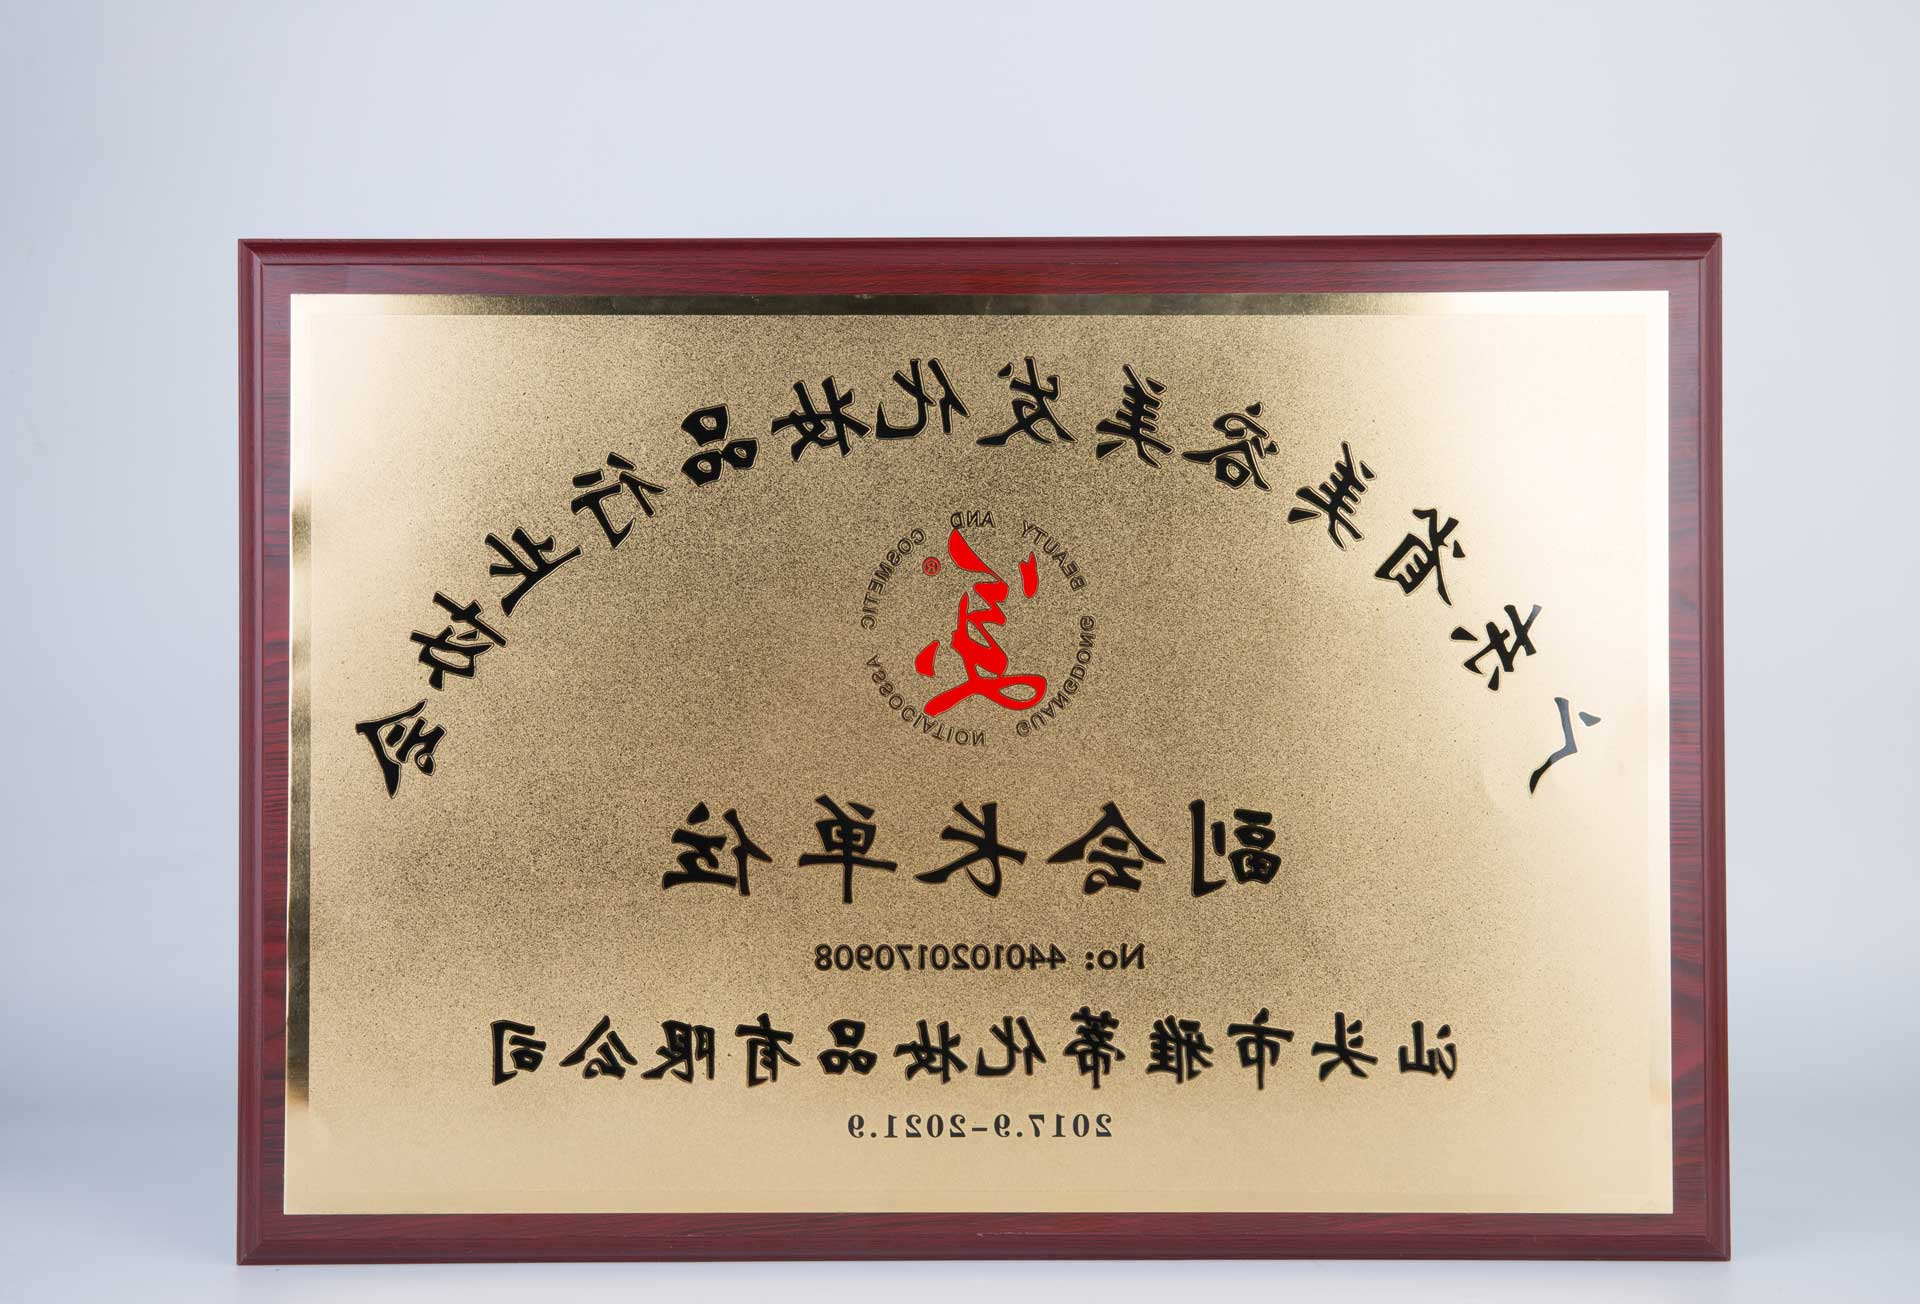 广东省美容美发化妆品行业协会
GUANGDONG BEAUTY AND COSMETIC ASSOCIATION
®
副会长单位
No: 4401020170908
汕头市雅蒂化妆品有限公司
2017.9-2021.9